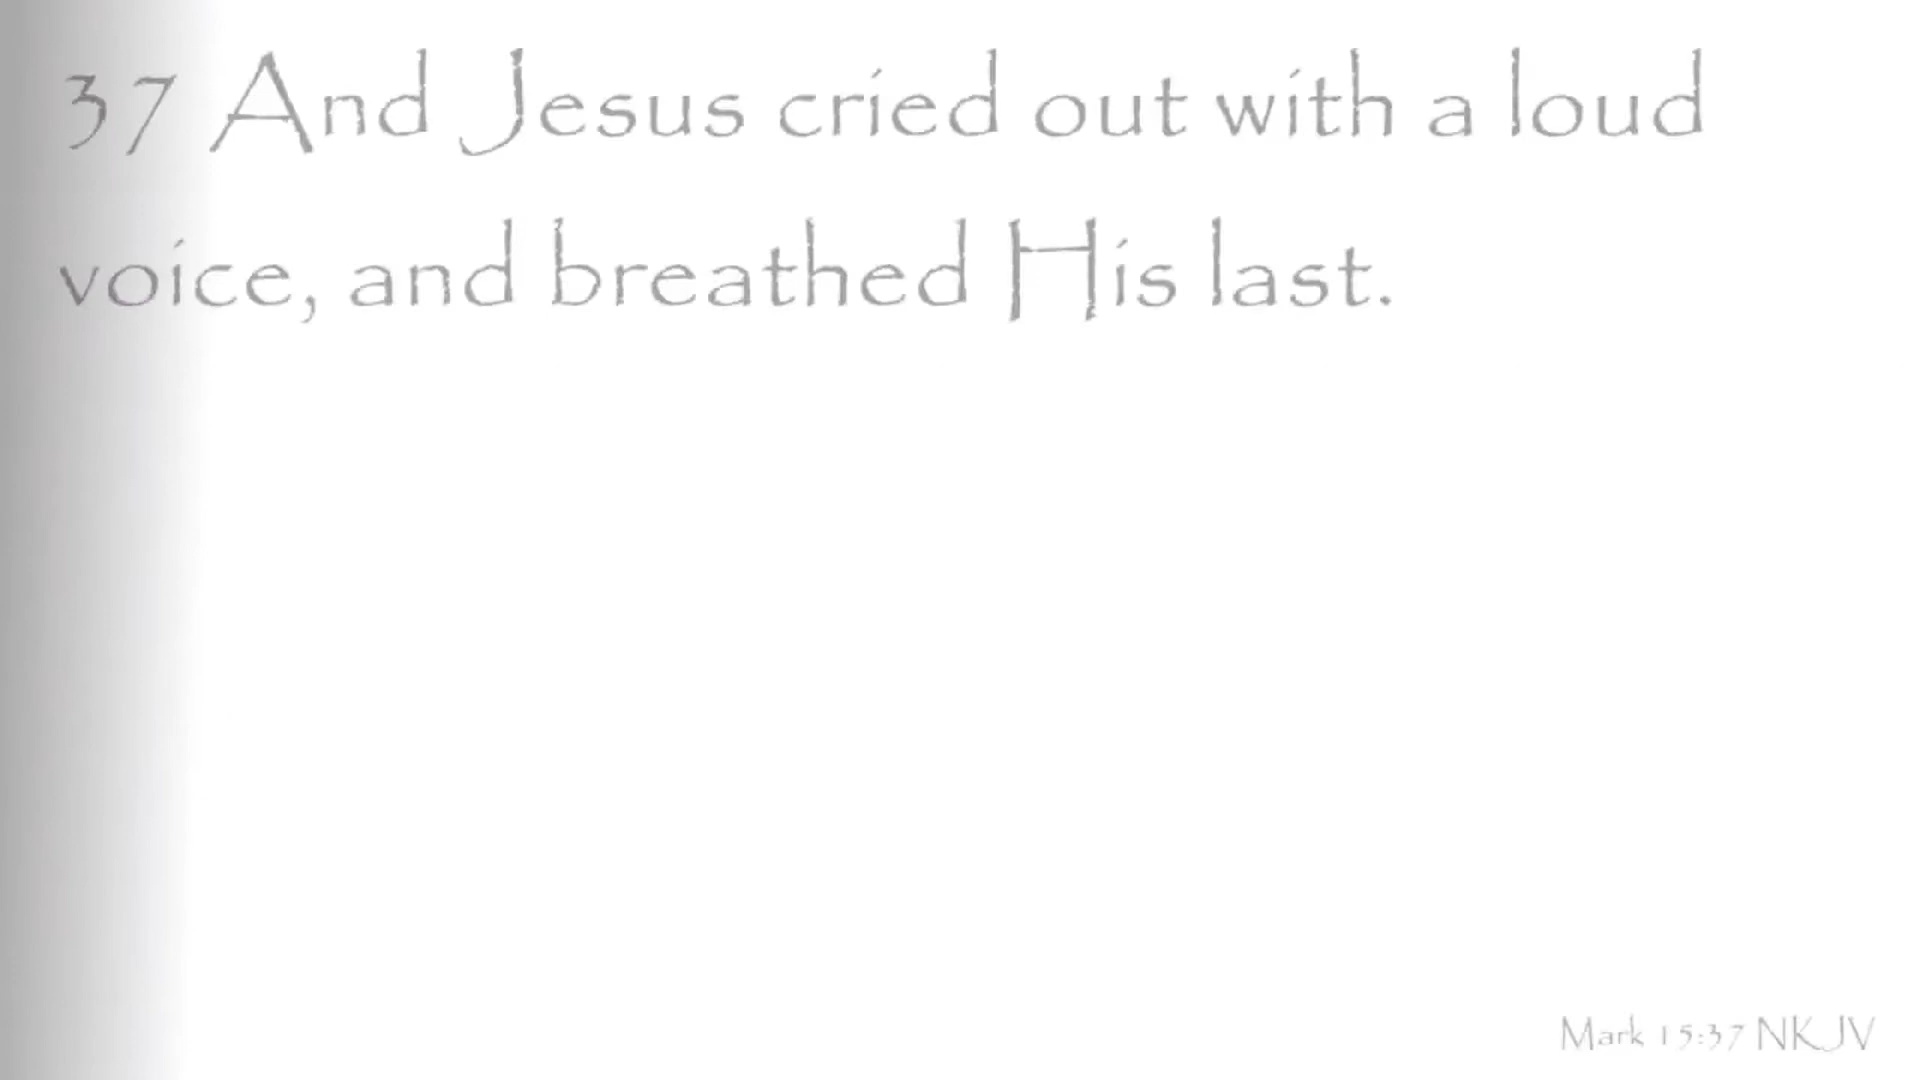 37 And Jesus cried out with a loud
voice, and breathed His last.
Mark 15:37 NKJV